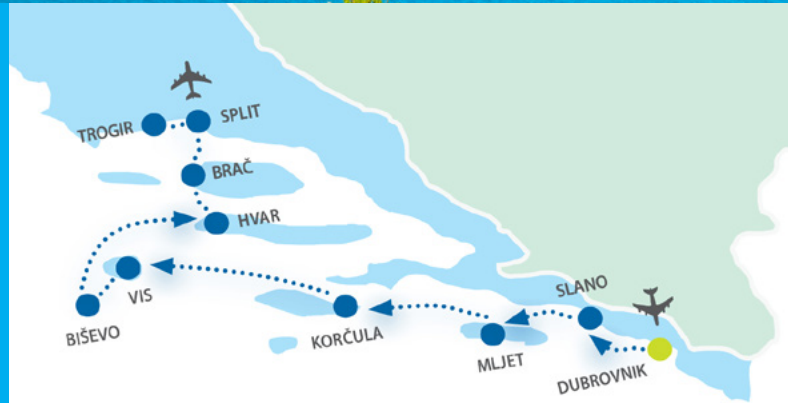 TROGIR
SPLIT
BRAČ
HVAR
VIS
BIŠEVO
KORČULA
MLJET
SLANO
DUBROVNIK